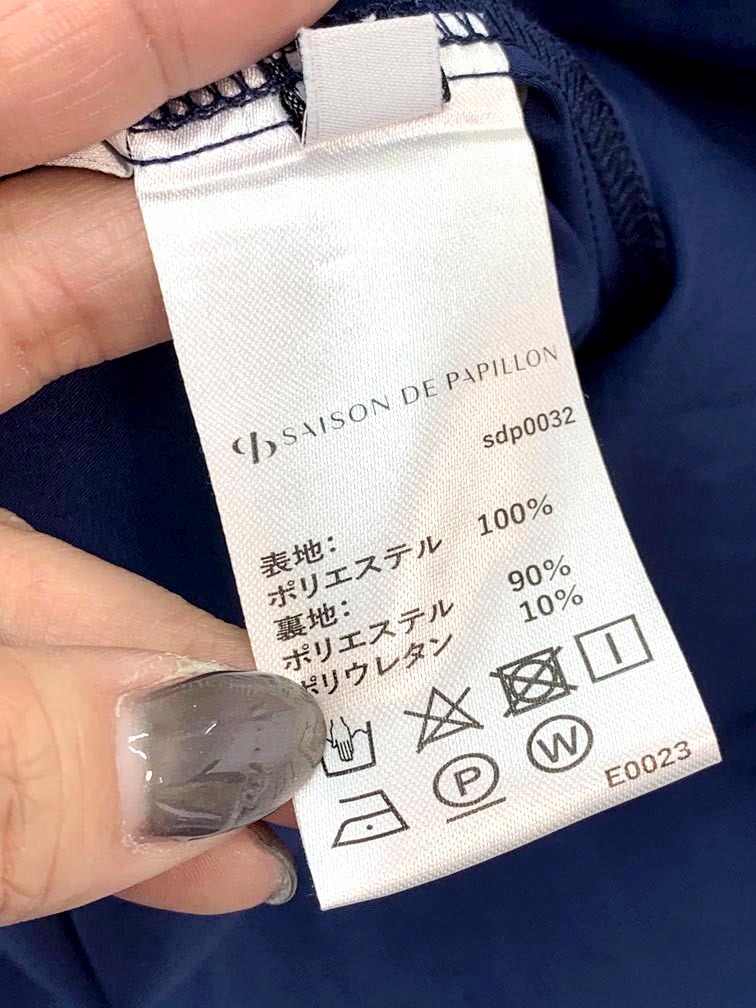 SAISON DE PAPILLON
sdp0032
表地:
ポリエステル 100%
裏地:
ポリエステル 90%
ポリウレタン 10%
P
W
E0023